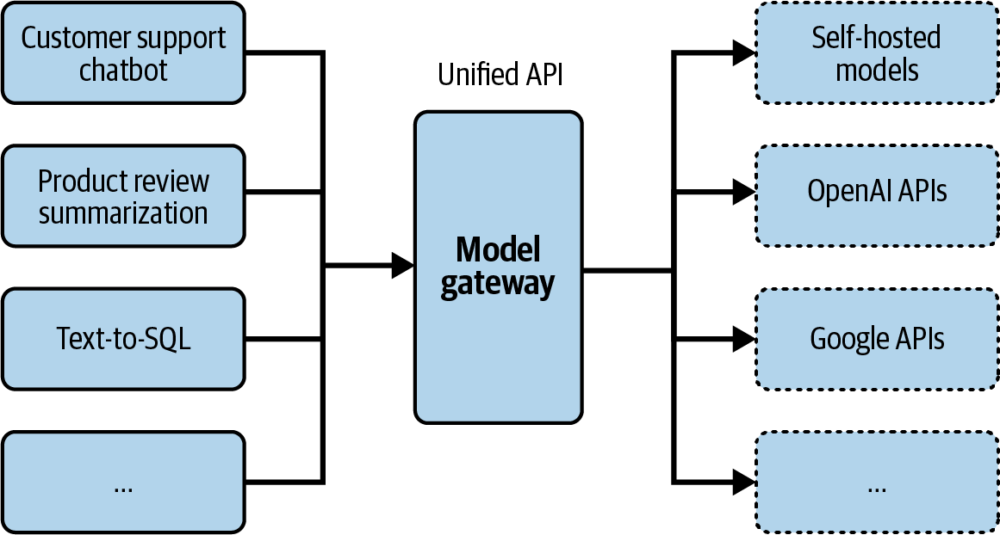 Customer support
chatbot
Product review
summarization
Text-to-SQL
...
Unified API
Model
gateway
Self-hosted
models
OpenAI APIs
Google APIs
...